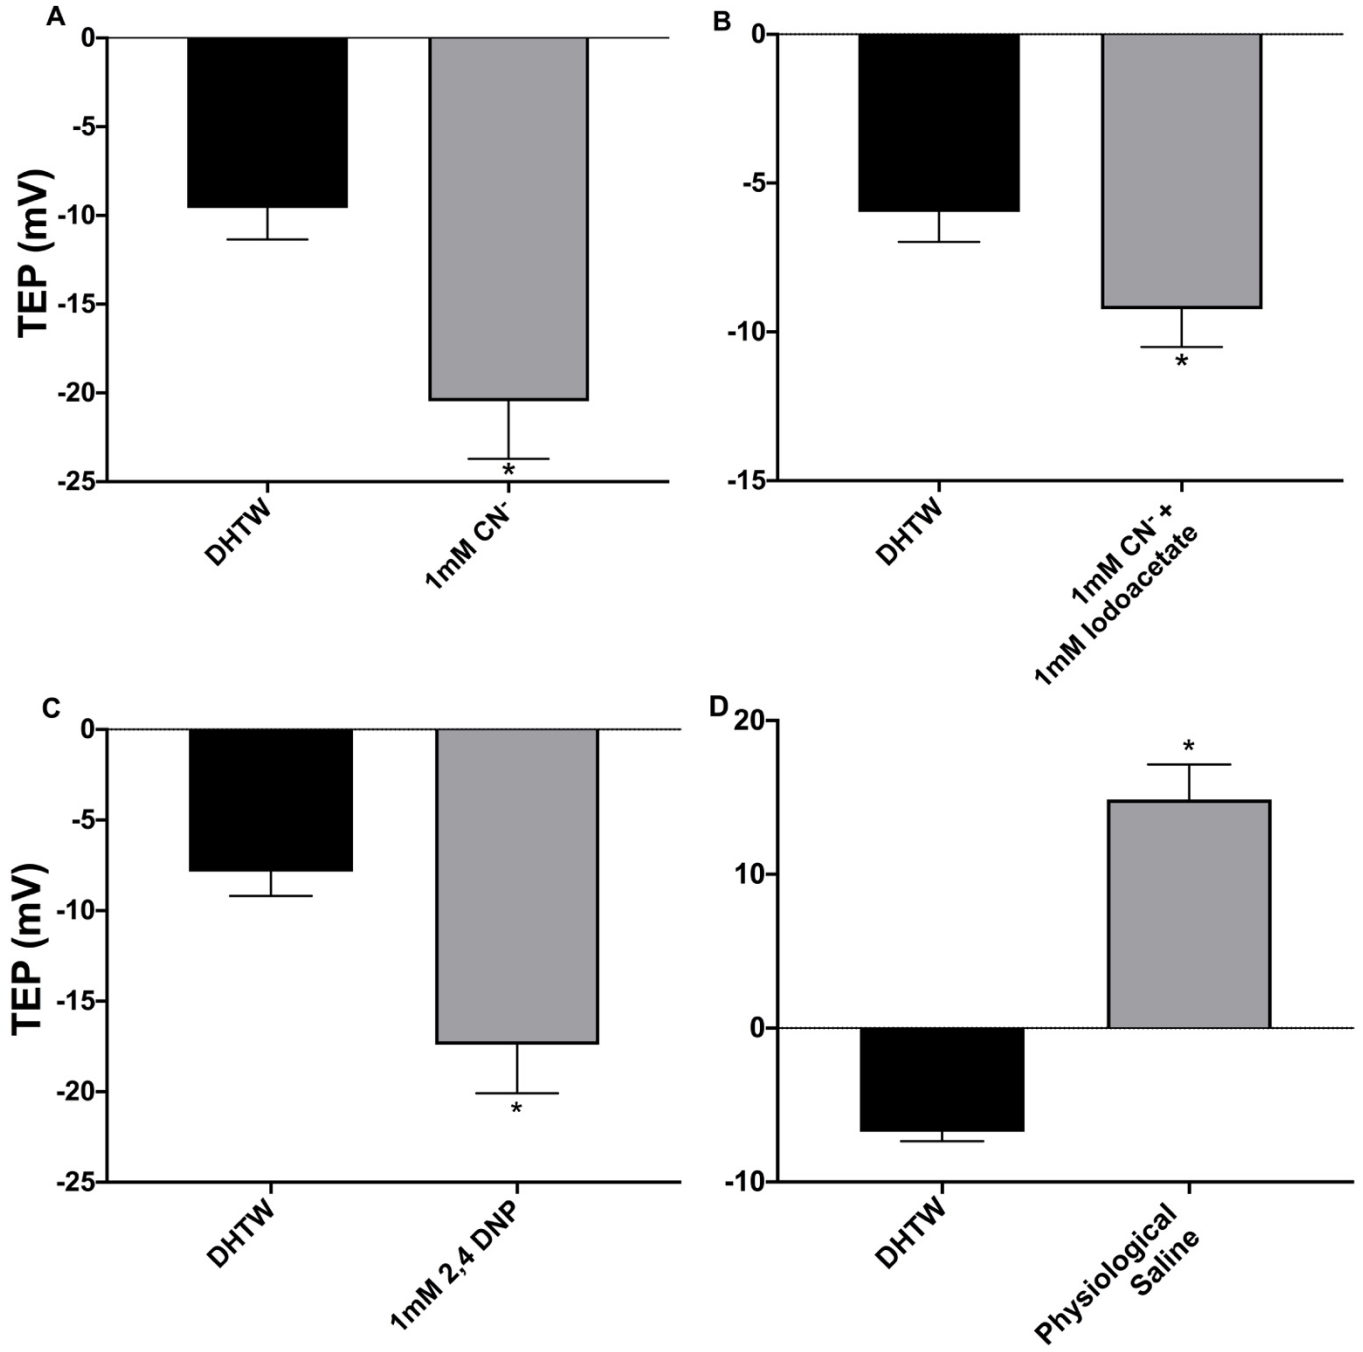 A
0
-5
-10
-15
-20
-25
TEP (mV)
DHTW
1mM CN-
*
B
0
-5
-10
-15
DHTW
1mM CN- +
1mM Iodoacetate
*
C
0
-5
-10
-15
-20
-25
TEP (mV)
DHTW
1mM 2,4 DNP
*
D
20
10
0
-10
DHTW
Physiological
Saline
*